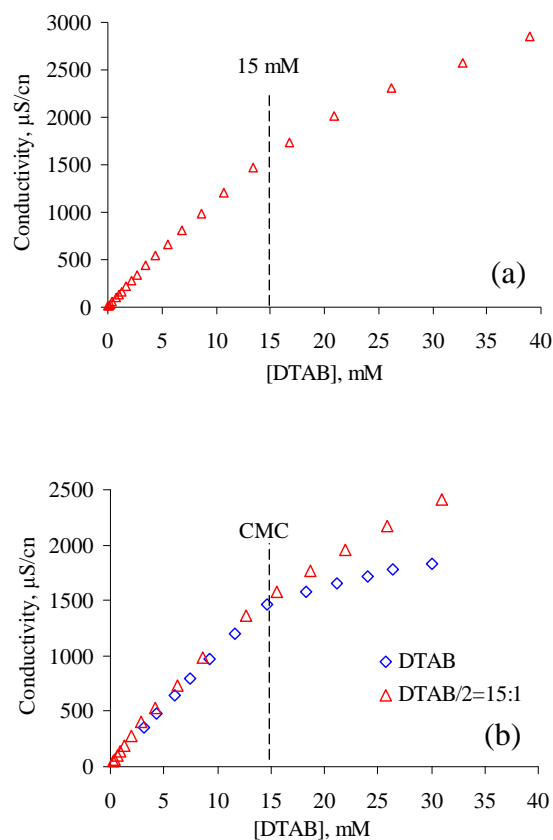 3000
2500
2000
1500
1000
500
0
Conductivity, µS/cn
15 mM
(a)
0 5 10 15 20 25 30 35 40
[DTAB], mM
2500
2000
1500
1000
500
0
Conductivity, µS/cn
CMC
DTAB
DTAB/2=15:1
(b)
0 5 10 15 20 25 30 35 40
[DTAB], mM